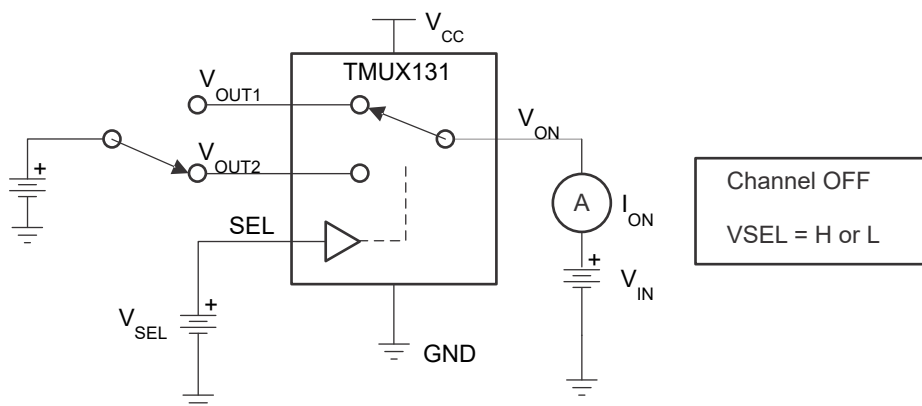 V CC
TMUX131
V OUT1
V ON
V OUT2
A
I ON
Channel OFF
VSEL = H or L
SEL
V IN
V SEL
GND
+
+
+